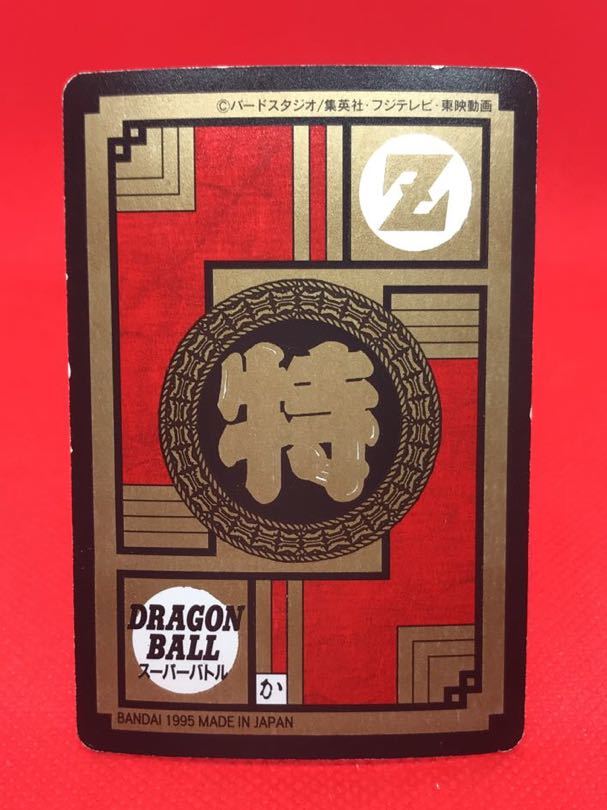 ©バードスタジオ/集英社・フジテレビ・東映動画
Z
特
DRAGON
BALL
スーパーバトル
か
BANDAI 1995 MADE IN JAPAN